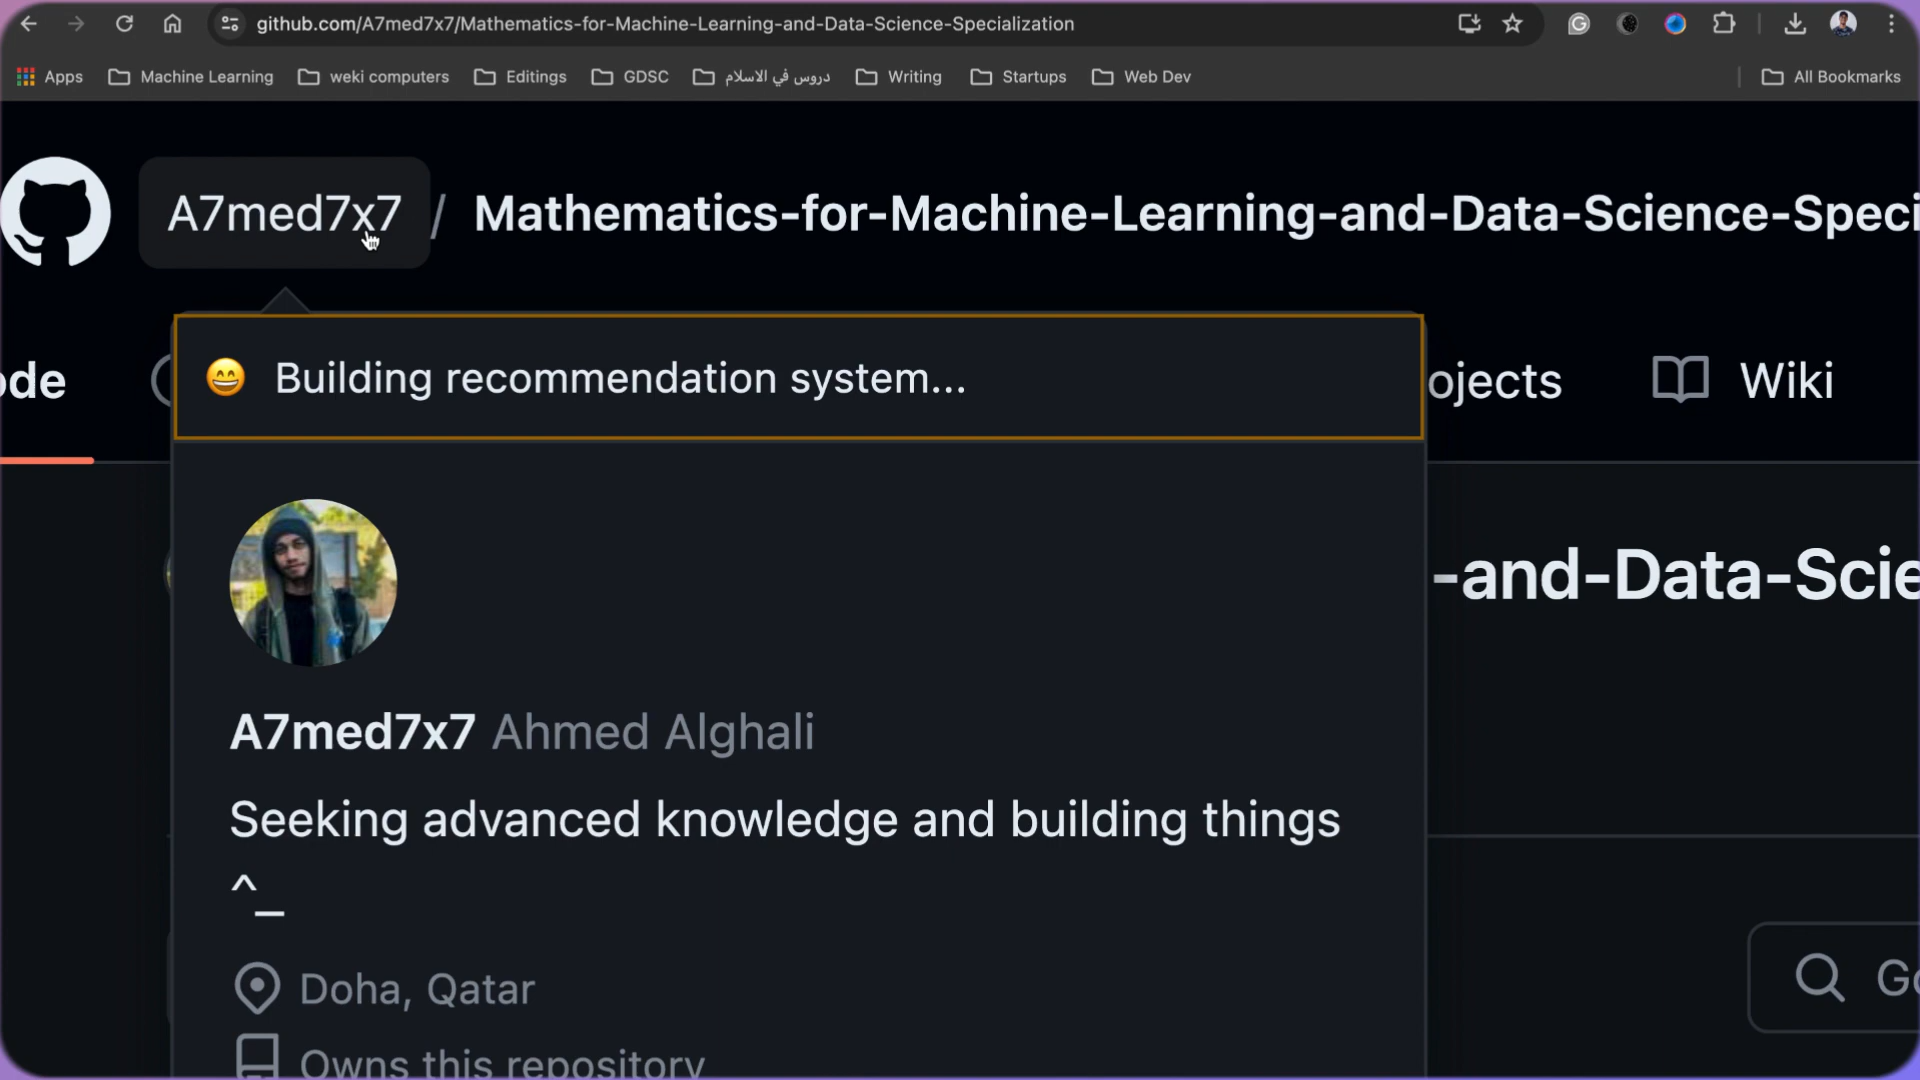 github.com/A7med7x7/Mathematics-for-Machine-Learning-and-Data-Science-Specialization
Apps Machine Learning weki computers Editings GDSC دروس في الاسلام Writing Startups Web Dev All Bookmarks
A7med7x7 / Mathematics-for-Machine-Learning-and-Data-Science-Speci
ode ojects Wiki
😄 Building recommendation system...
-and-Data-Scie
A7med7x7 Ahmed Alghali
Seeking advanced knowledge and building things
^_
Doha, Qatar
Go
Owns this repository